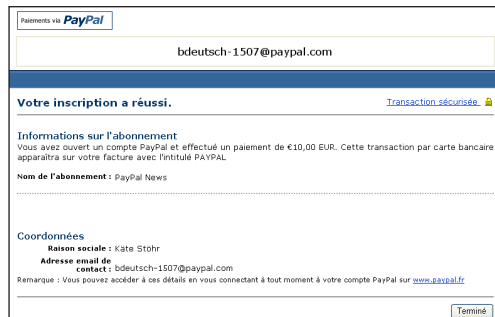 Paiements via PayPal
bdeutsch-1507@paypal.com
Votre inscription a réussi.
Transaction sécurisée
Informations sur l'abonnement
Vous avez ouvert un compte PayPal et effectué un paiement de €10,00 EUR. Cette transaction par carte bancaire
apparaîtra sur votre facture avec l'intitulé PAYPAL
Nom de l'abonnement : PayPal News
Coordonnées
Raison sociale : Käte Stöhr
Adresse email de
contact : bdeutsch-1507@paypal.com
Remarque : Vous pouvez accéder à ces détails en vous connectant à tout moment à votre compte PayPal sur www.paypal.fr
Terminé